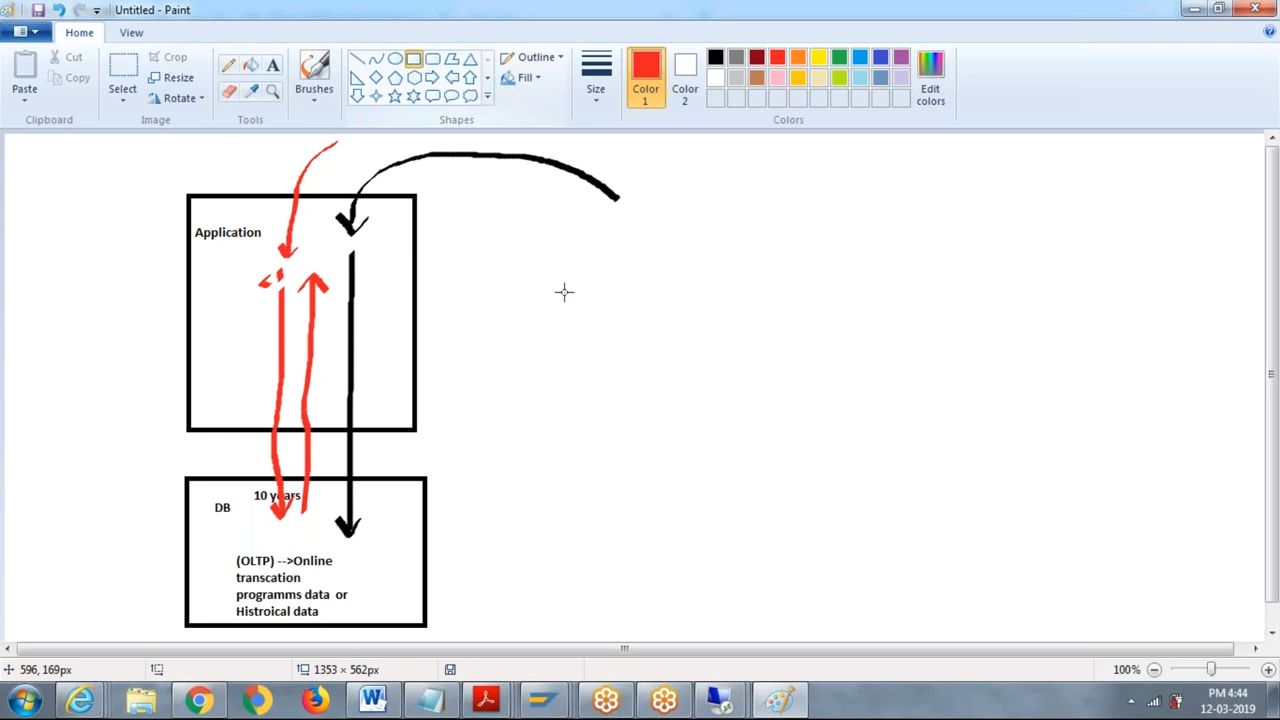 Untitled - Paint
Home View
Paste
Cut
Copy
Clipboard
Select
Crop
Resize
Rotate
Image
A
Tools
Brushes
Outline
Fill
Shapes
Size
Color 1
Color 2
Edit colors
Colors
Application
10 years
DB
(OLTP) -->Online
transcation
programms data or
Histroical data
596, 169px
1353 × 562px
100%
PM 4:44
12-03-2019